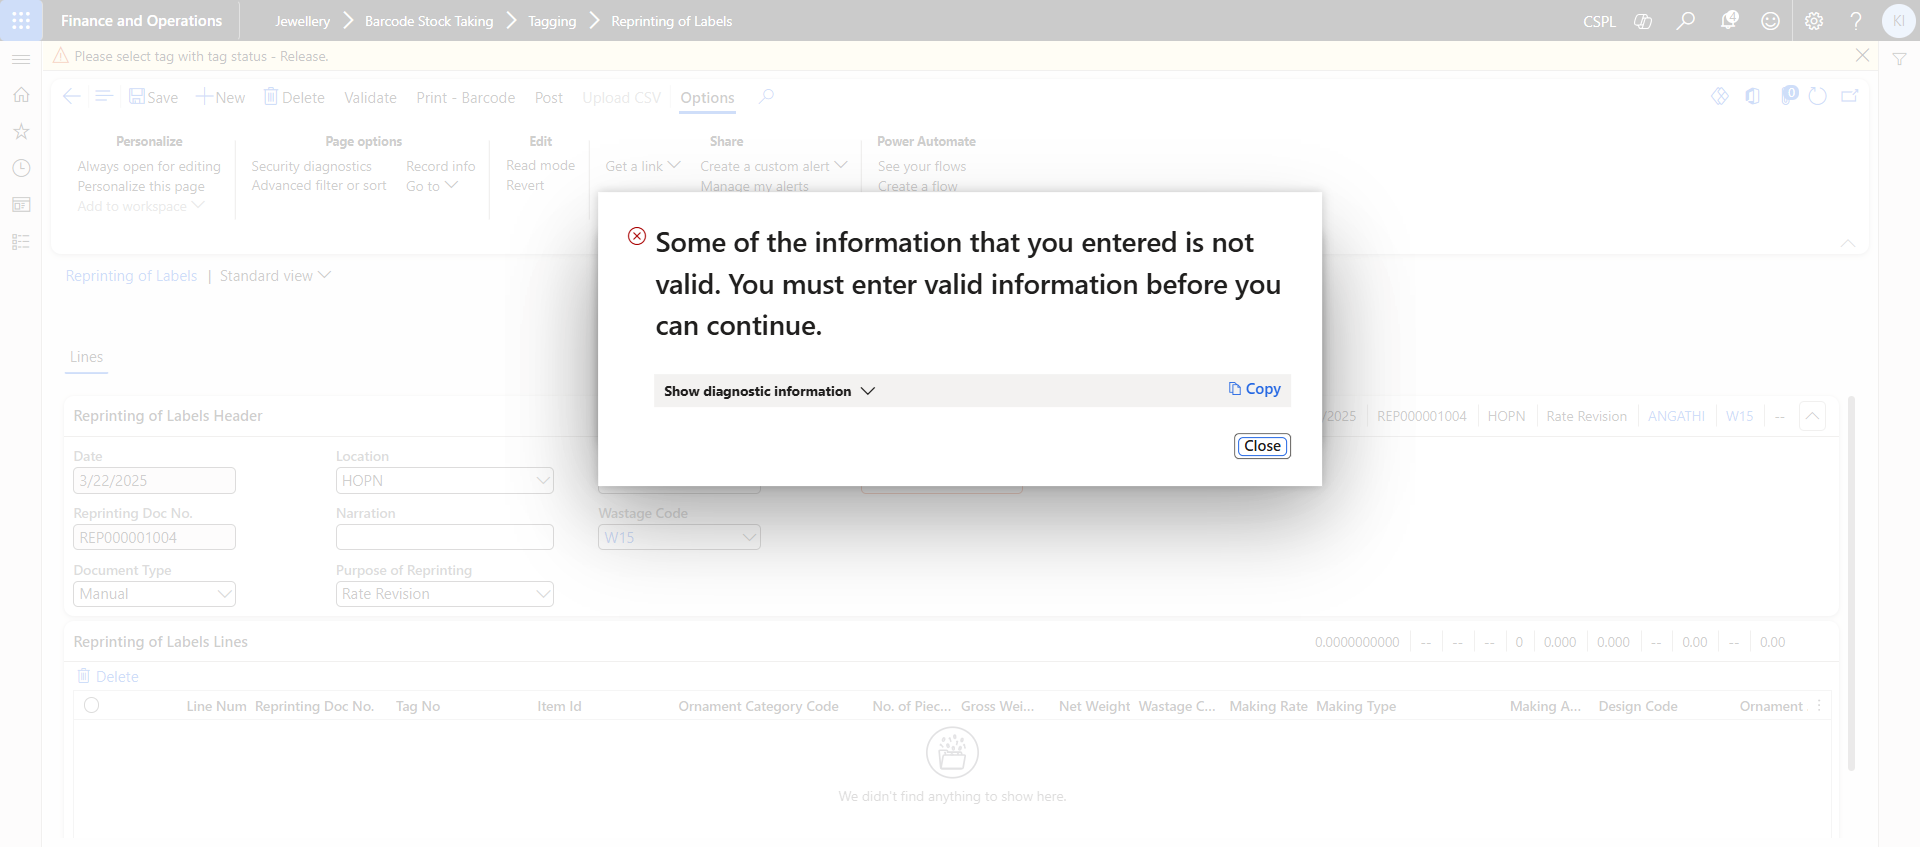 Finance and Operations
Jewellery > Barcode Stock Taking > Tagging > Reprinting of Labels
CSPL
4
KI
Please select tag with tag status - Release.
Save
New
Delete
Validate
Print - Barcode
Post
Upload CSV
Options
0
Personalize
Always open for editing
Personalize this page
Add to workspace
Page options
Security diagnostics
Advanced filter or sort
Record info
Go to
Edit
Read mode
Revert
Share
Get a link
Create a custom alert
Manage my alerts
Power Automate
See your flows
Create a flow
Some of the information that you entered is not
valid. You must enter valid information before you
can continue.
Show diagnostic information
Copy
Close
Reprinting of Labels | Standard view
Lines
Reprinting of Labels Header
/2025 REP000001004 HOPN Rate Revision ANGATHI W15 --
Date
3/22/2025
Location
HOPN
Reprinting Doc No.
REP000001004
Narration
Wastage Code
W15
Document Type
Manual
Purpose of Reprinting
Rate Revision
Reprinting of Labels Lines
0.0000000000 -- -- -- 0 0.000 0.000 -- 0.00 -- 0.00
Delete
Line Num Reprinting Doc No. Tag No Item Id Ornament Category Code No. of Piec... Gross Wei... Net Weight Wastage C... Making Rate Making Type Making A... Design Code Ornament
We didn't find anything to show here.